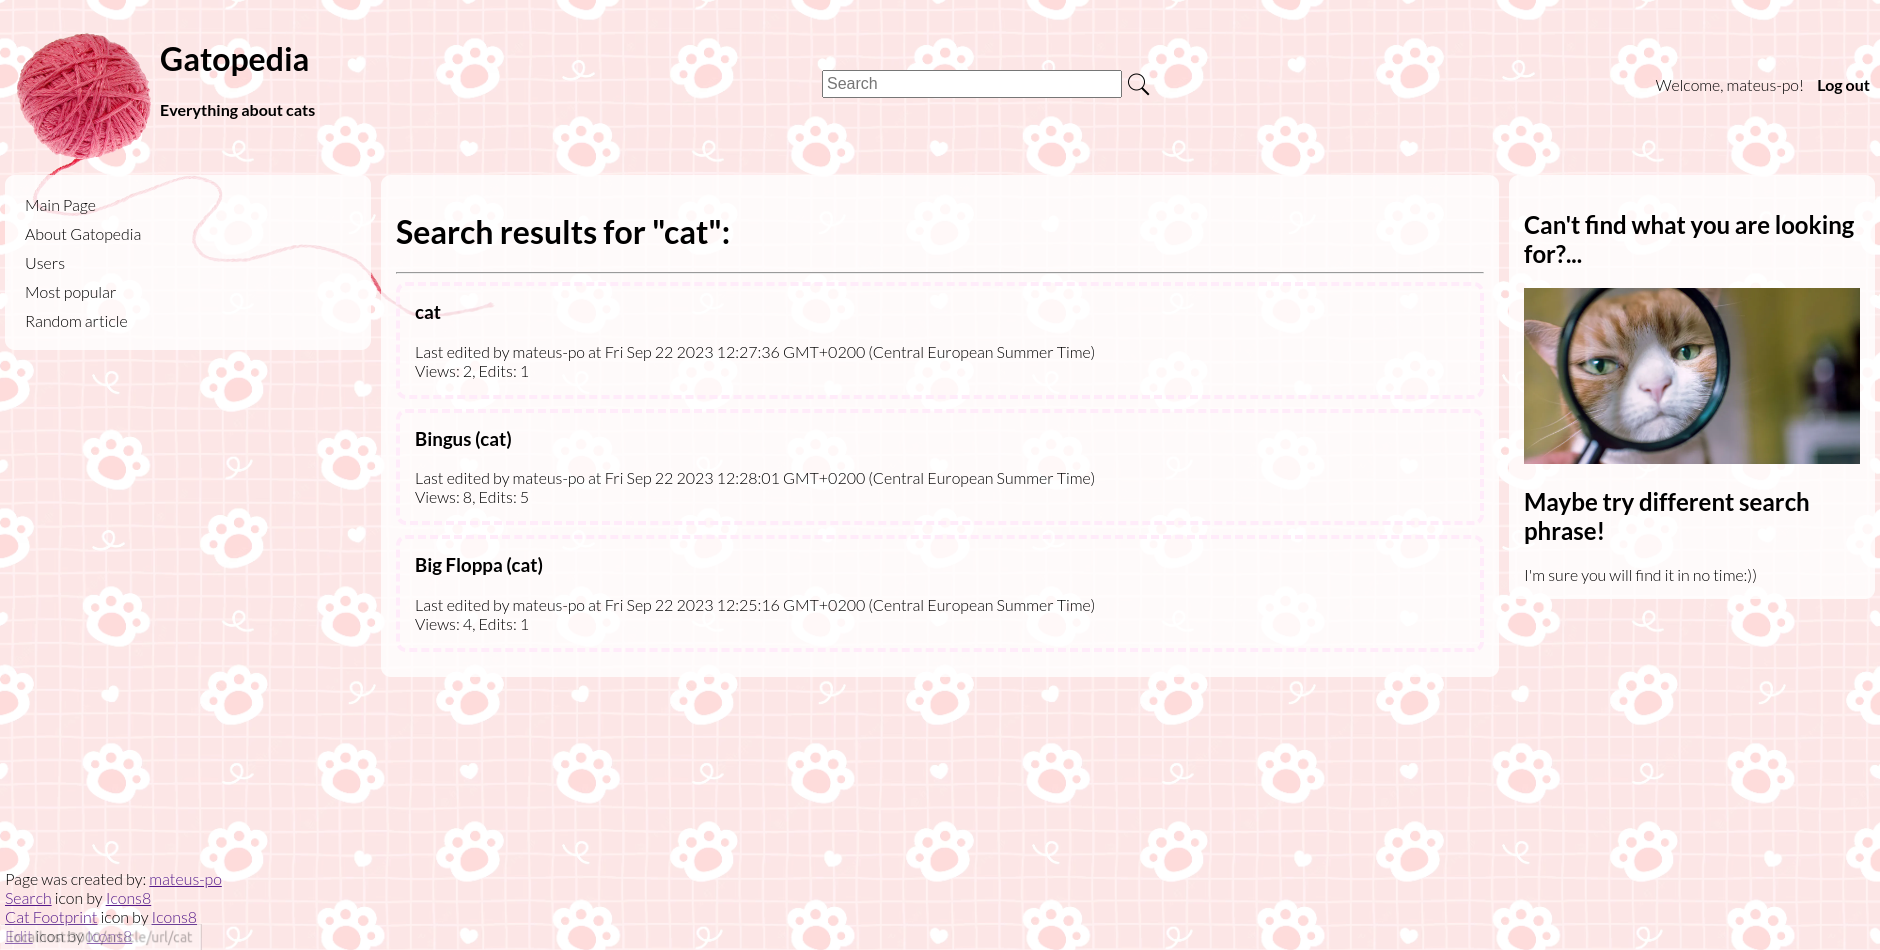 Gatopedia
Everything about cats
Search
Welcome, mateus-po! Log out
Main Page
About Gatopedia
Users
Most popular
Random article
Search results for "cat":
cat
Last edited by mateus-po at Fri Sep 22 2023 12:27:36 GMT+0200 (Central European Summer Time)
Views: 2, Edits: 1
Bingus (cat)
Last edited by mateus-po at Fri Sep 22 2023 12:28:01 GMT+0200 (Central European Summer Time)
Views: 8, Edits: 5
Big Floppa (cat)
Last edited by mateus-po at Fri Sep 22 2023 12:25:16 GMT+0200 (Central European Summer Time)
Views: 4, Edits: 1
Can't find what you are looking
for?...
Maybe try different search
phrase!
I'm sure you will find it in no time:))
Page was created by: mateus-po
Search icon by Icons8
Cat Footprint icon by Icons8
Edit icon by Icons8